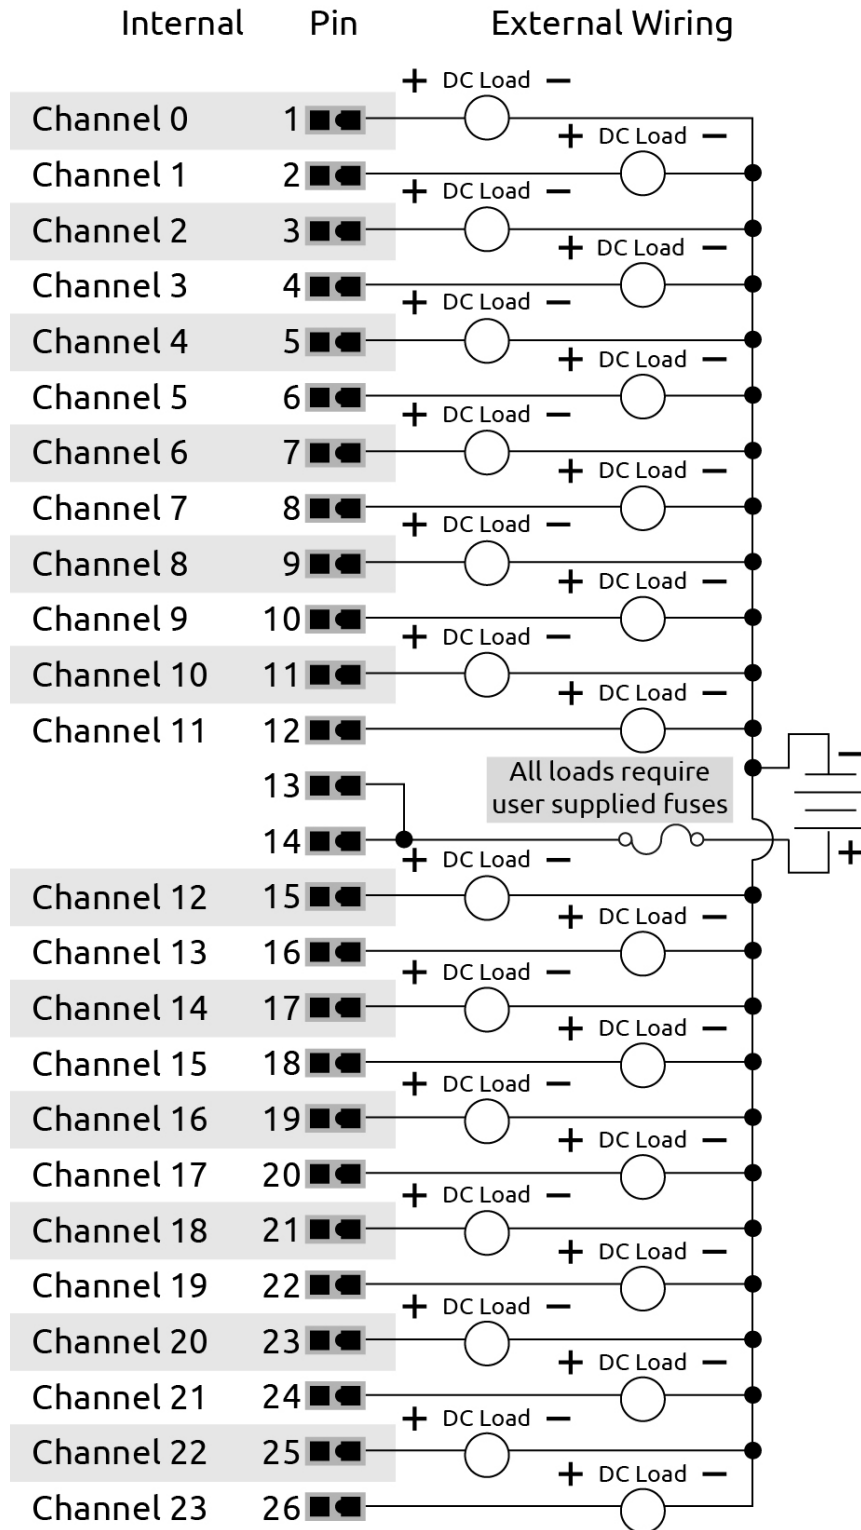 Internal Pin External Wiring
+ DC Load −
Channel 0 1
+ DC Load −
Channel 1 2
+ DC Load −
Channel 2 3
+ DC Load −
Channel 3 4
+ DC Load −
Channel 4 5
+ DC Load −
Channel 5 6
+ DC Load −
Channel 6 7
+ DC Load −
Channel 7 8
+ DC Load −
Channel 8 9
+ DC Load −
Channel 9 10
+ DC Load −
Channel 10 11
+ DC Load −
Channel 11 12
−
All loads require
13
user supplied fuses
14
+
+ DC Load −
Channel 12 15
+ DC Load −
Channel 13 16
+ DC Load −
Channel 14 17
+ DC Load −
Channel 15 18
+ DC Load −
Channel 16 19
+ DC Load −
Channel 17 20
+ DC Load −
Channel 18 21
+ DC Load −
Channel 19 22
+ DC Load −
Channel 20 23
+ DC Load −
Channel 21 24
+ DC Load −
Channel 22 25
+ DC Load −
Channel 23 26